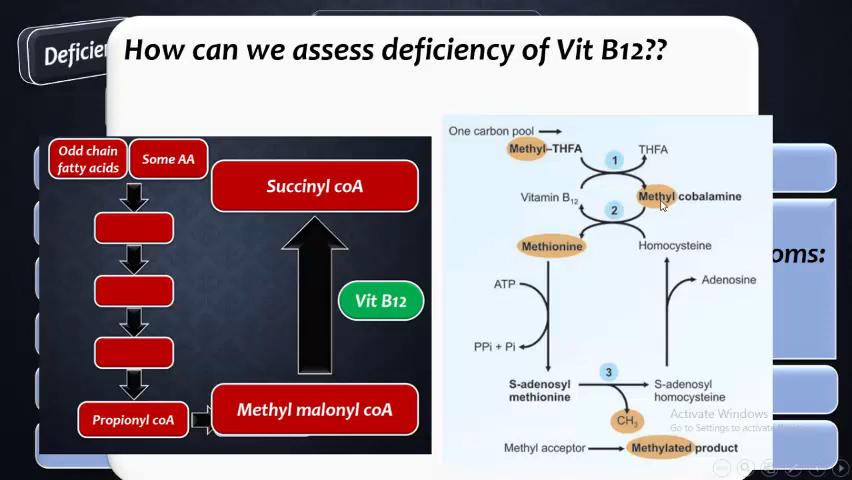 Deficien
How can we assess deficiency of Vit B12??
Odd chain
fatty acids
Some AA
Succinyl coA
Vit B12
Propionyl coA
Methyl malonyl coA
One carbon pool
Methyl–THFA
1
THFA
Vitamin B12
Methyl cobalamine
2
Methionine
Homocysteine
ATP
Adenosine
PPi + Pi
3
S-adenosyl
methionine
S-adenosyl
homocysteine
CH3
Methyl acceptor
Methylated product
oms:
Activate Windows
Go to Settings to activate